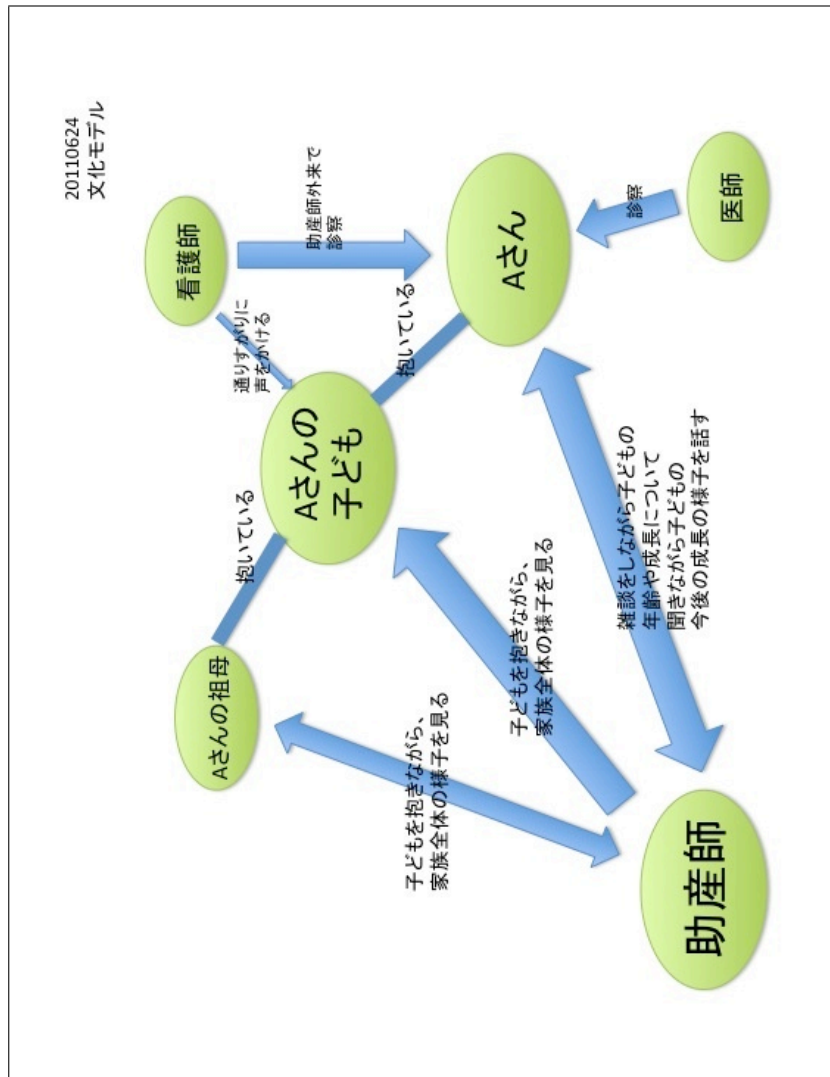 20110624
文化モデル
看護師
助産師外来で
診察
通りすがりに
声をかける
Aさん
診察
医師
抱いている
Aさんの
子ども
抱いている
Aさんの祖母
子どもを抱きながら、
家族全体の様子を見る
子どもを抱きながら、
家族全体の様子を見る
雑談をしながら子どもの
年齢や成長について
聞きながら子どもの
今後の成長の様子を話す
助産師